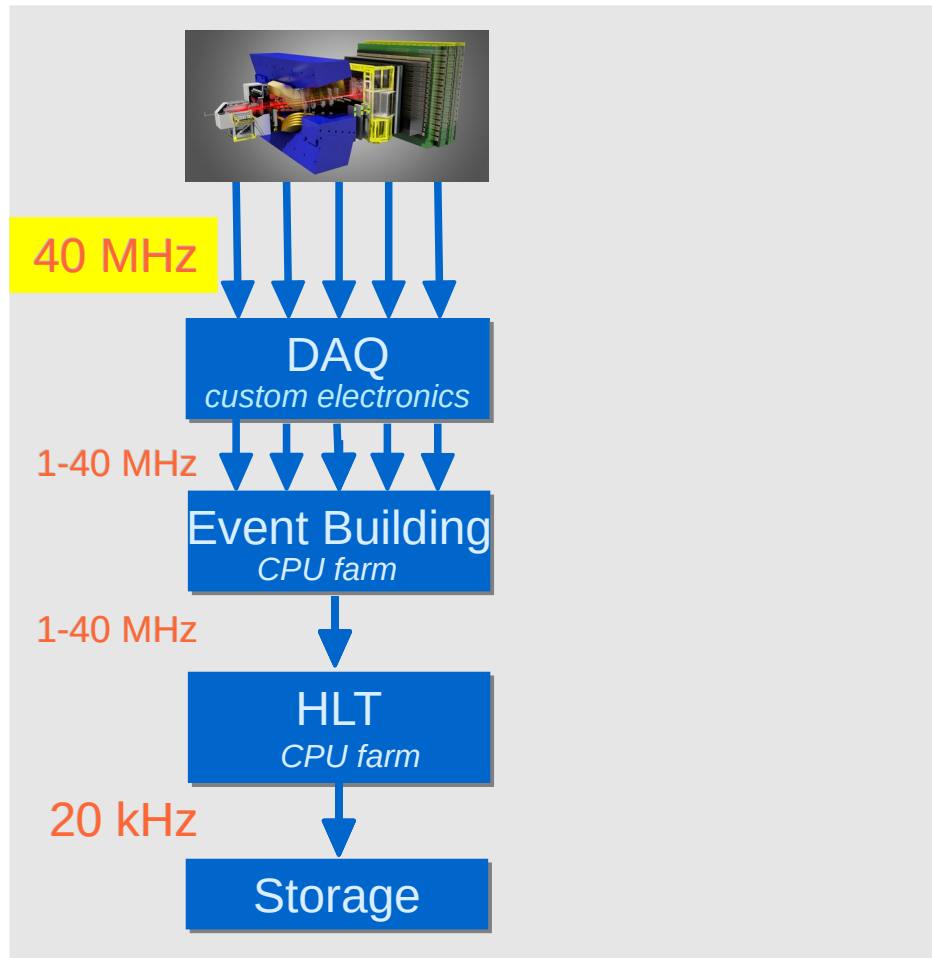 40 MHz
DAQ
custom electronics
1-40 MHz
Event Building
CPU farm
1-40 MHz
HLT
CPU farm
20 kHz
Storage